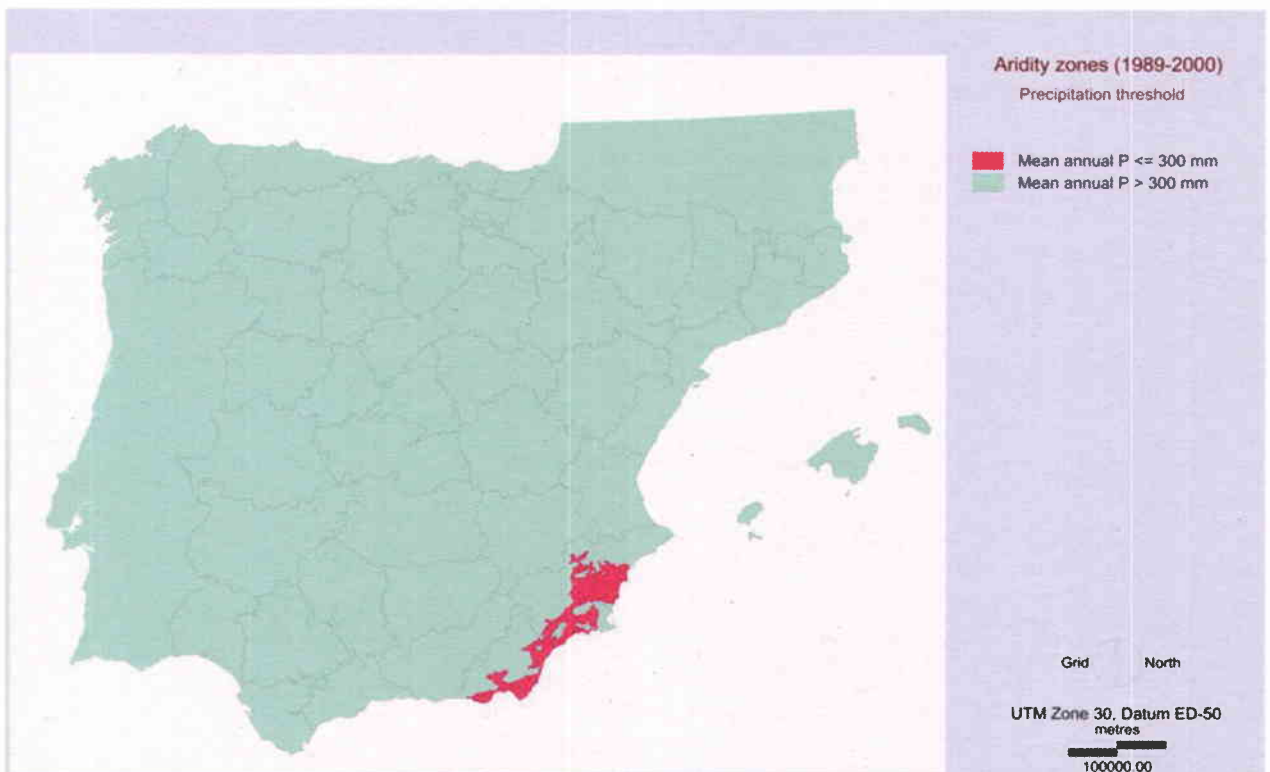 Aridity zones (1989-2000)
Precipitation threshold
Mean annual P <= 300 mm
Mean annual P > 300 mm
Grid North
UTM Zone 30, Datum ED-50
metres
100000.00